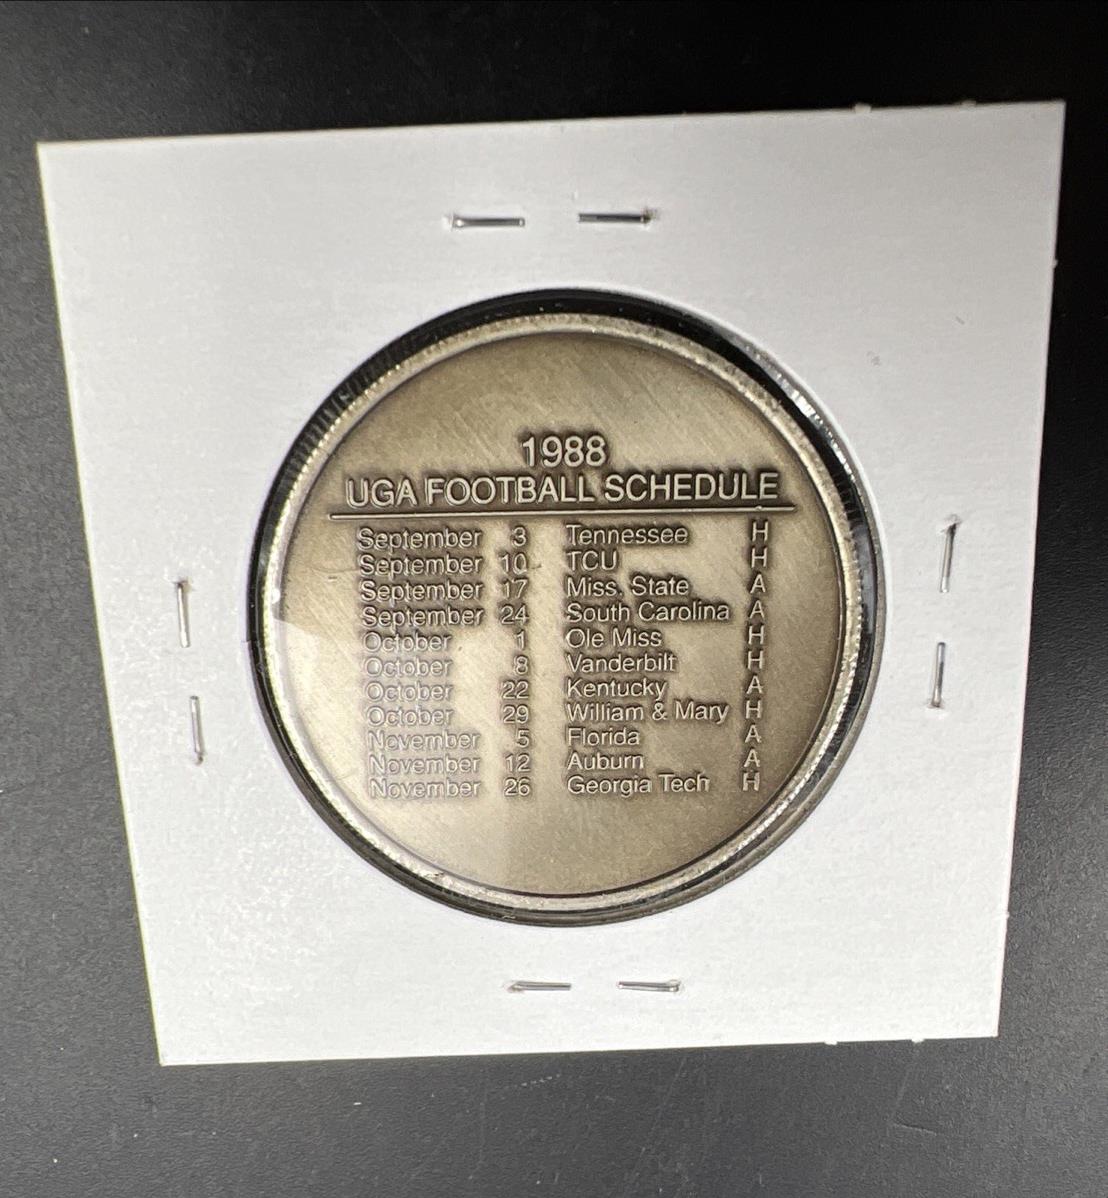 1988
UGA FOOTBALL SCHEDULE
September 3 Tennessee H
September 10 TCU H
September 17 Miss. State A
September 24 South Carolina A
October 1 Ole Miss H
October 8 Vanderbilt H
October 22 Kentucky A
October 29 William & Mary H
November 5 Florida A
November 12 Auburn A
November 26 Georgia Tech H